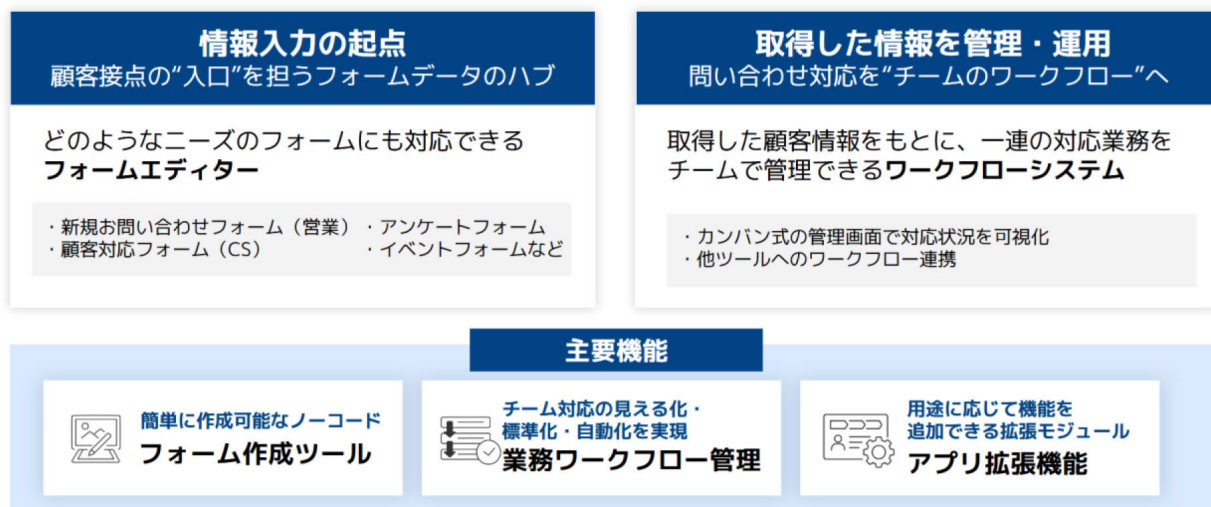 情報入力の起点
顧客接点の“入口”を担うフォームデータのハブ
どのようなニーズのフォームにも対応できる
フォームエディター
・新規お問い合わせフォーム（営業）　・アンケートフォーム
・顧客対応フォーム（CS）　・イベントフォームなど
取得した情報を管理・運用
問い合わせ対応を“チームのワークフロー”へ
取得した顧客情報をもとに、一連の対応業務を
チームで管理できるワークフローシステム
・カンバン式の管理画面で対応状況を可視化
・他ツールへのワークフロー連携
主要機能
簡単に作成可能なノーコード
フォーム作成ツール
チーム対応の見える化・
標準化・自動化を実現
業務ワークフロー管理
用途に応じて機能を
追加できる拡張モジュール
アプリ拡張機能